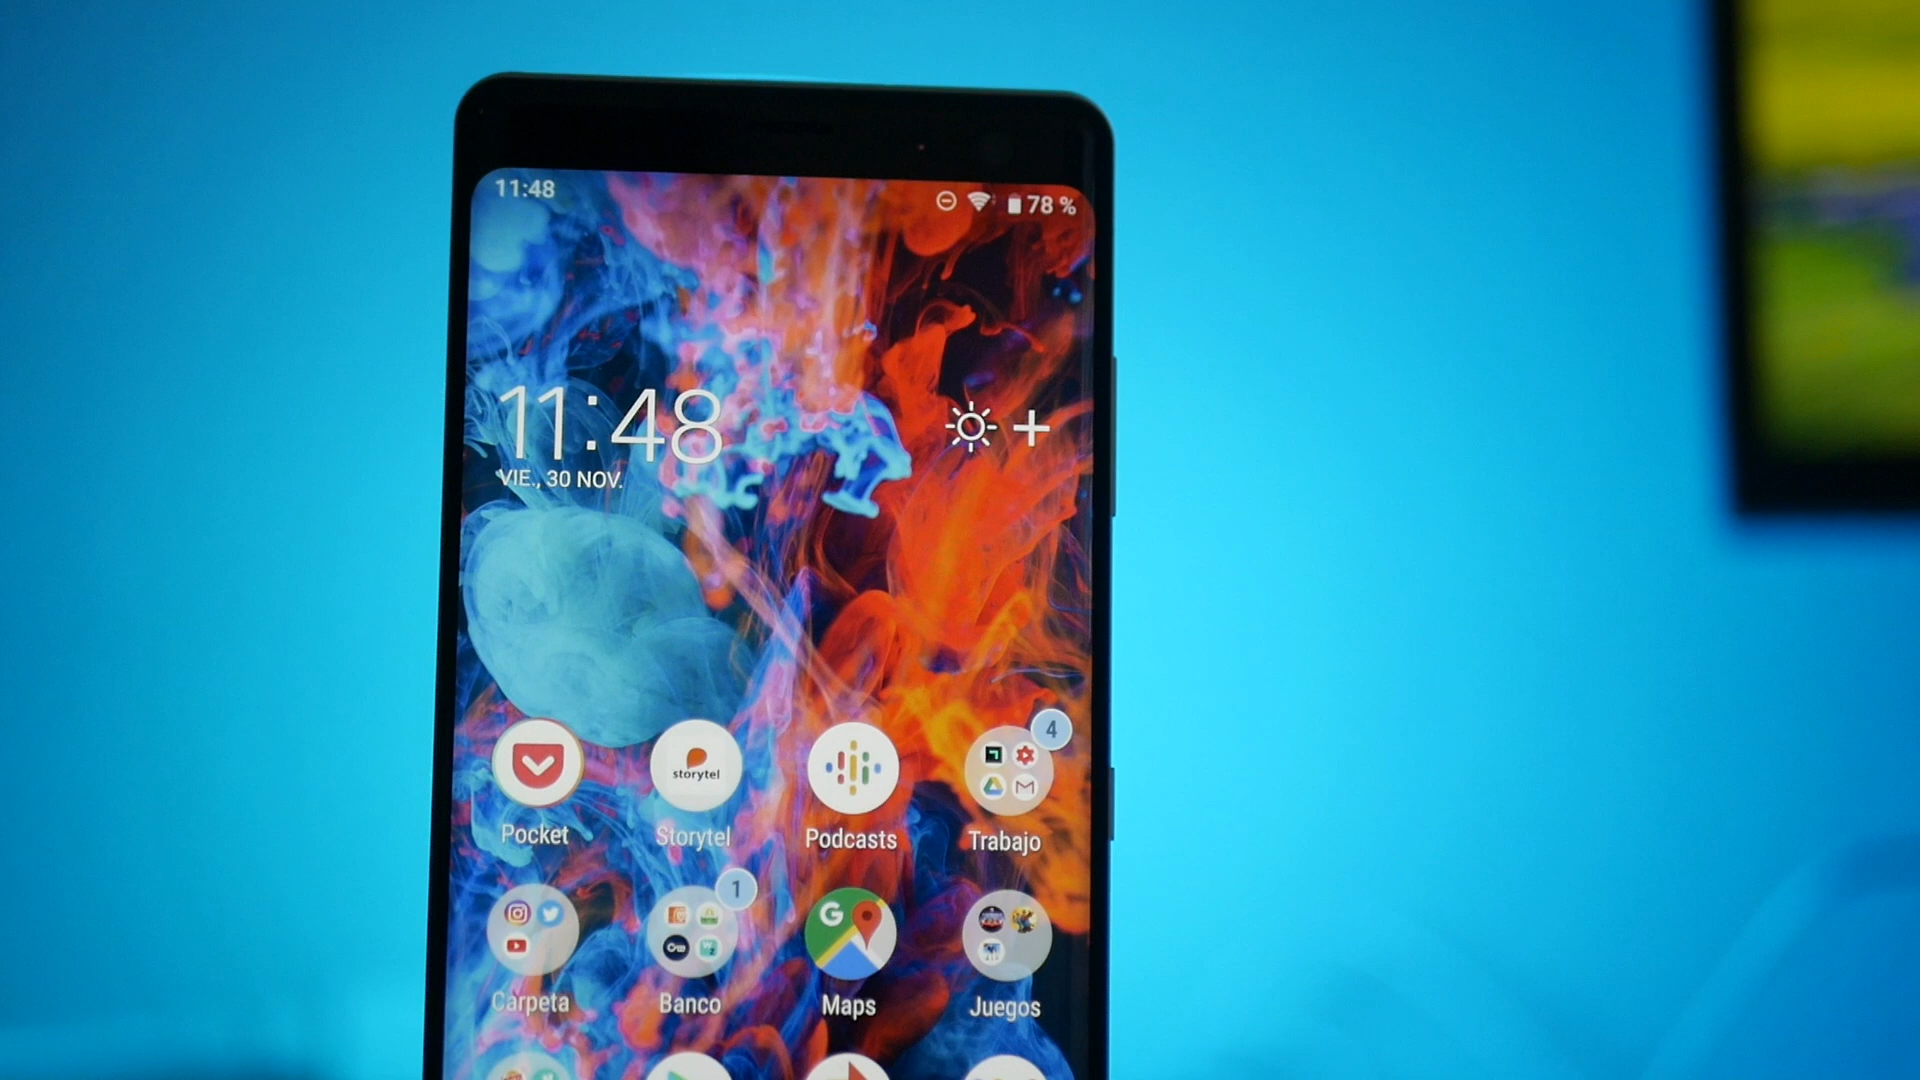 11:48
78 %
11:48
VIE., 30 NOV.
4
storytel
Pocket
Storytel
Podcasts
Trabajo
1
G
Carpeta
Banco
Maps
Juegos